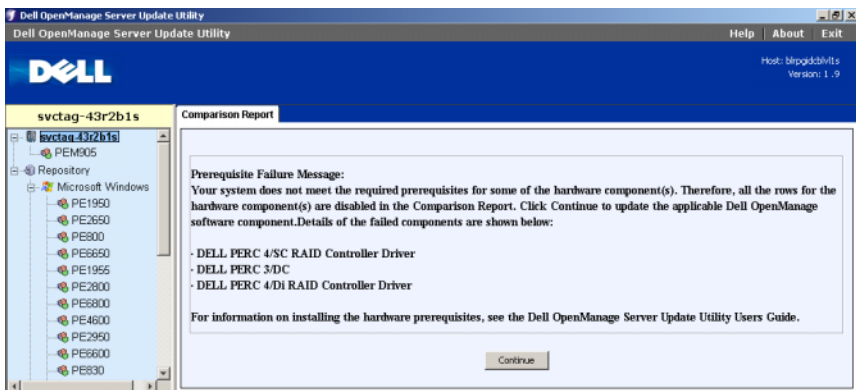 Dell OpenManage Server Update Utility
Dell OpenManage Server Update Utility
Help | About | Exit
DELL
Host: blrpgidcblvlts
Version: 1 .9
svctag-43r2b1s
Comparison Report
svctag-43r2b1s
PEM905
Repository
Microsoft Windows
PE1950
PE2650
PE800
PE6650
PE1955
PE2800
PE6800
PE4600
PE2950
PE6600
PE830
Prerequisite Failure Message:
Your system does not meet the required prerequisites for some of the hardware component(s). Therefore, all the rows for the
hardware component(s) are disabled in the Comparison Report. Click Continue to update the applicable Dell OpenManage
software component.Details of the failed components are shown below:
· DELL PERC 4/SC RAID Controller Driver
· DELL PERC 3/DC
· DELL PERC 4/Di RAID Controller Driver
For information on installing the hardware prerequisites, see the Dell OpenManage Server Update Utility Users Guide.
Continue